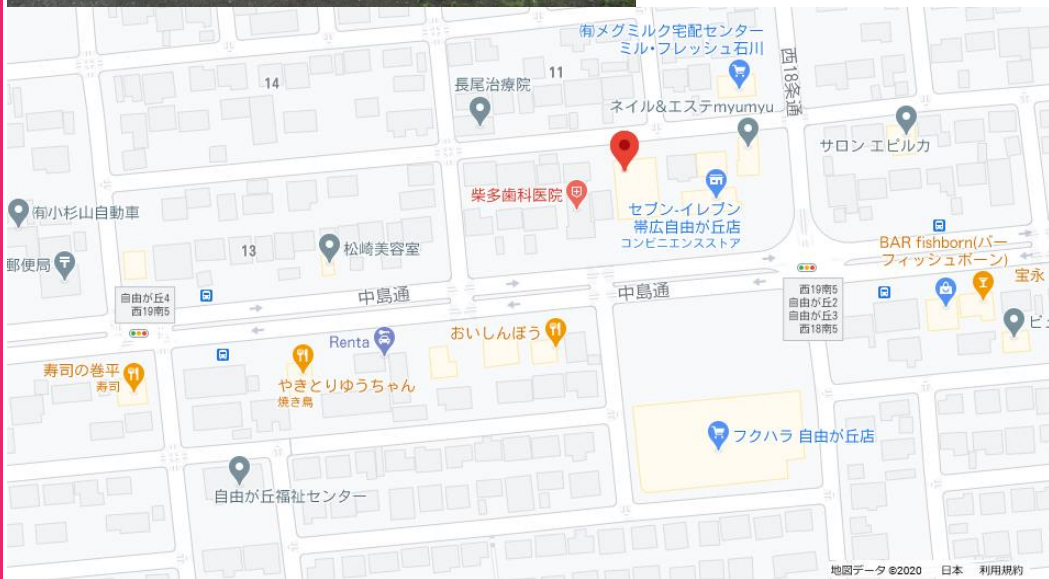 (有)メグミルク宅配センター
ミル・フレッシュ石川
西18条通
14
11
長尾治療院
ネイル&エステmyumyu
サロン エピルカ
柴多歯科医院
セブン-イレブン
帯広自由が丘店
コンビニエンスストア
(有)小杉山自動車
郵便局
13
松崎美容室
BAR fishborn(バー
フィッシュボーン)
宝永
自由が丘4
西19南5
中島通
中島通
西19南5
自由が丘2
自由が丘3
西18南5
Renta
おいしんぼう
寿司の巻平
寿司
やきとりゆうちゃん
焼き鳥
フクハラ 自由が丘店
自由が丘福祉センター
地図データ ©2020 日本 利用規約